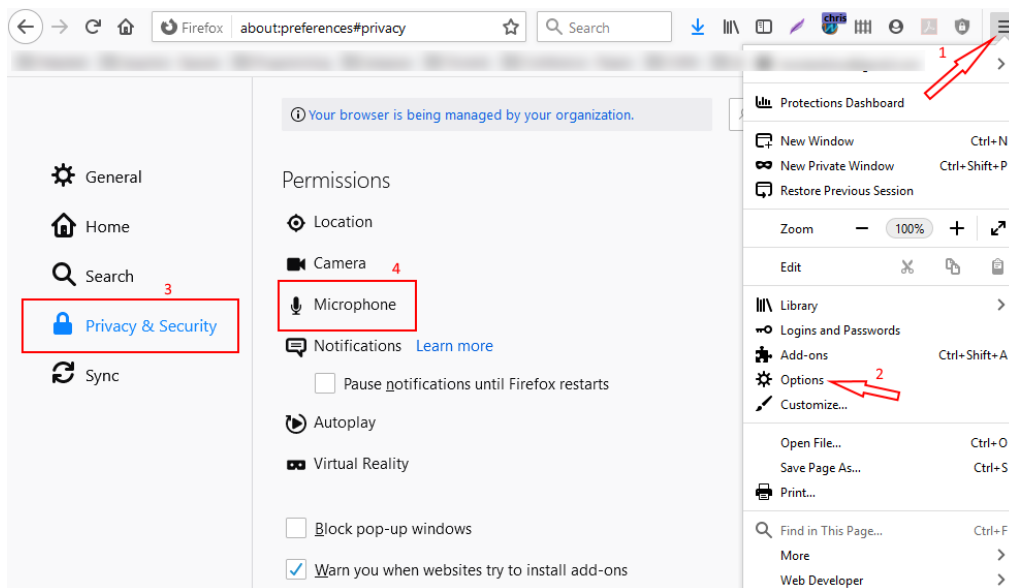 Firefox about:preferences#privacy Search chris
1
Your browser is being managed by your organization.
General
Home
Search
3
Privacy & Security
Sync
Permissions
Location
Camera
4
Microphone
Notifications Learn more
Pause notifications until Firefox restarts
Autoplay
Virtual Reality
Block pop-up windows
Warn you when websites try to install add-ons
Protections Dashboard
New Window Ctrl+N
New Private Window Ctrl+Shift+P
Restore Previous Session
Zoom 100%
Edit
Library
Logins and Passwords
Add-ons Ctrl+Shift+A
Options 2
Customize...
Open File... Ctrl+O
Save Page As... Ctrl+S
Print...
Find in This Page... Ctrl+F
More
Web Developer